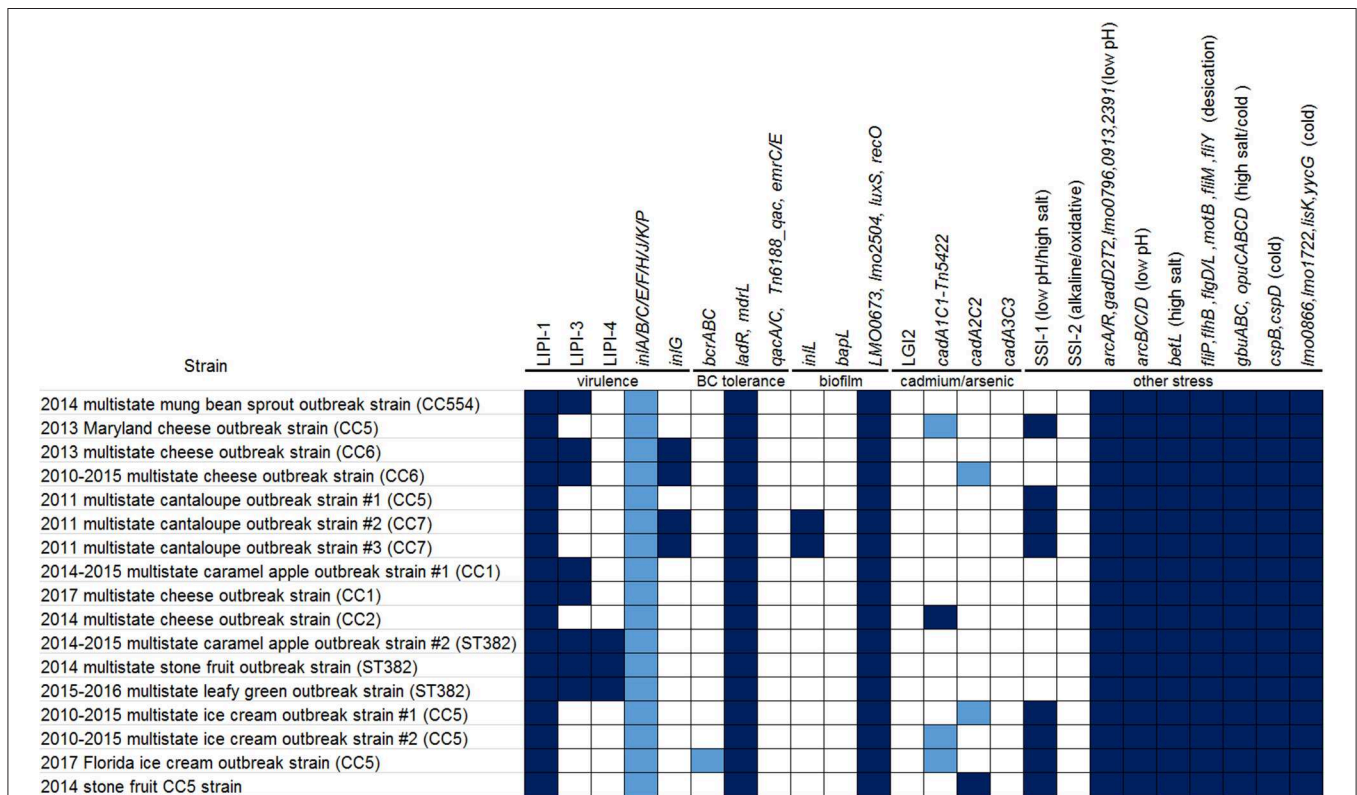 Strain
LIPI-1
LIPI-3
LIPI-4
inlA/B/C/E/F/H/J/K/P
inlG
bcrABC
ladR, mdrL
qacA/C, Tn6188_qac, emrC/E
inlL
bapL
LMO0673, lmo2504, luxS, recO
LGI2
cadA1C1-Tn5422
cadA2C2
cadA3C3
SSI-1 (low pH/high salt)
SSI-2 (alkaline/oxidative)
arcA/R,gadD2T2,lmo0796,0913,2391(low pH)
arcB/C/D (low pH)
betL (high salt)
fliP,flhB ,flgD/L ,motB ,fliM ,fliY (desication)
gbuABC, opuCABCD (high salt/cold )
cspB,cspD (cold)
lmo0866,lmo1722,lisK,yycG (cold)
virulence
BC tolerance
biofilm
cadmium/arsenic
other stress
2014 multistate mung bean sprout outbreak strain (CC554)
2013 Maryland cheese outbreak strain (CC5)
2013 multistate cheese outbreak strain (CC6)
2010-2015 multistate cheese outbreak strain (CC6)
2011 multistate cantaloupe outbreak strain #1 (CC5)
2011 multistate cantaloupe outbreak strain #2 (CC7)
2011 multistate cantaloupe outbreak strain #3 (CC7)
2014-2015 multistate caramel apple outbreak strain #1 (CC1)
2017 multistate cheese outbreak strain (CC1)
2014 multistate cheese outbreak strain (CC2)
2014-2015 multistate caramel apple outbreak strain #2 (ST382)
2014 multistate stone fruit outbreak strain (ST382)
2015-2016 multistate leafy green outbreak strain (ST382)
2010-2015 multistate ice cream outbreak strain #1 (CC5)
2010-2015 multistate ice cream outbreak strain #2 (CC5)
2017 Florida ice cream outbreak strain (CC5)
2014 stone fruit CC5 strain